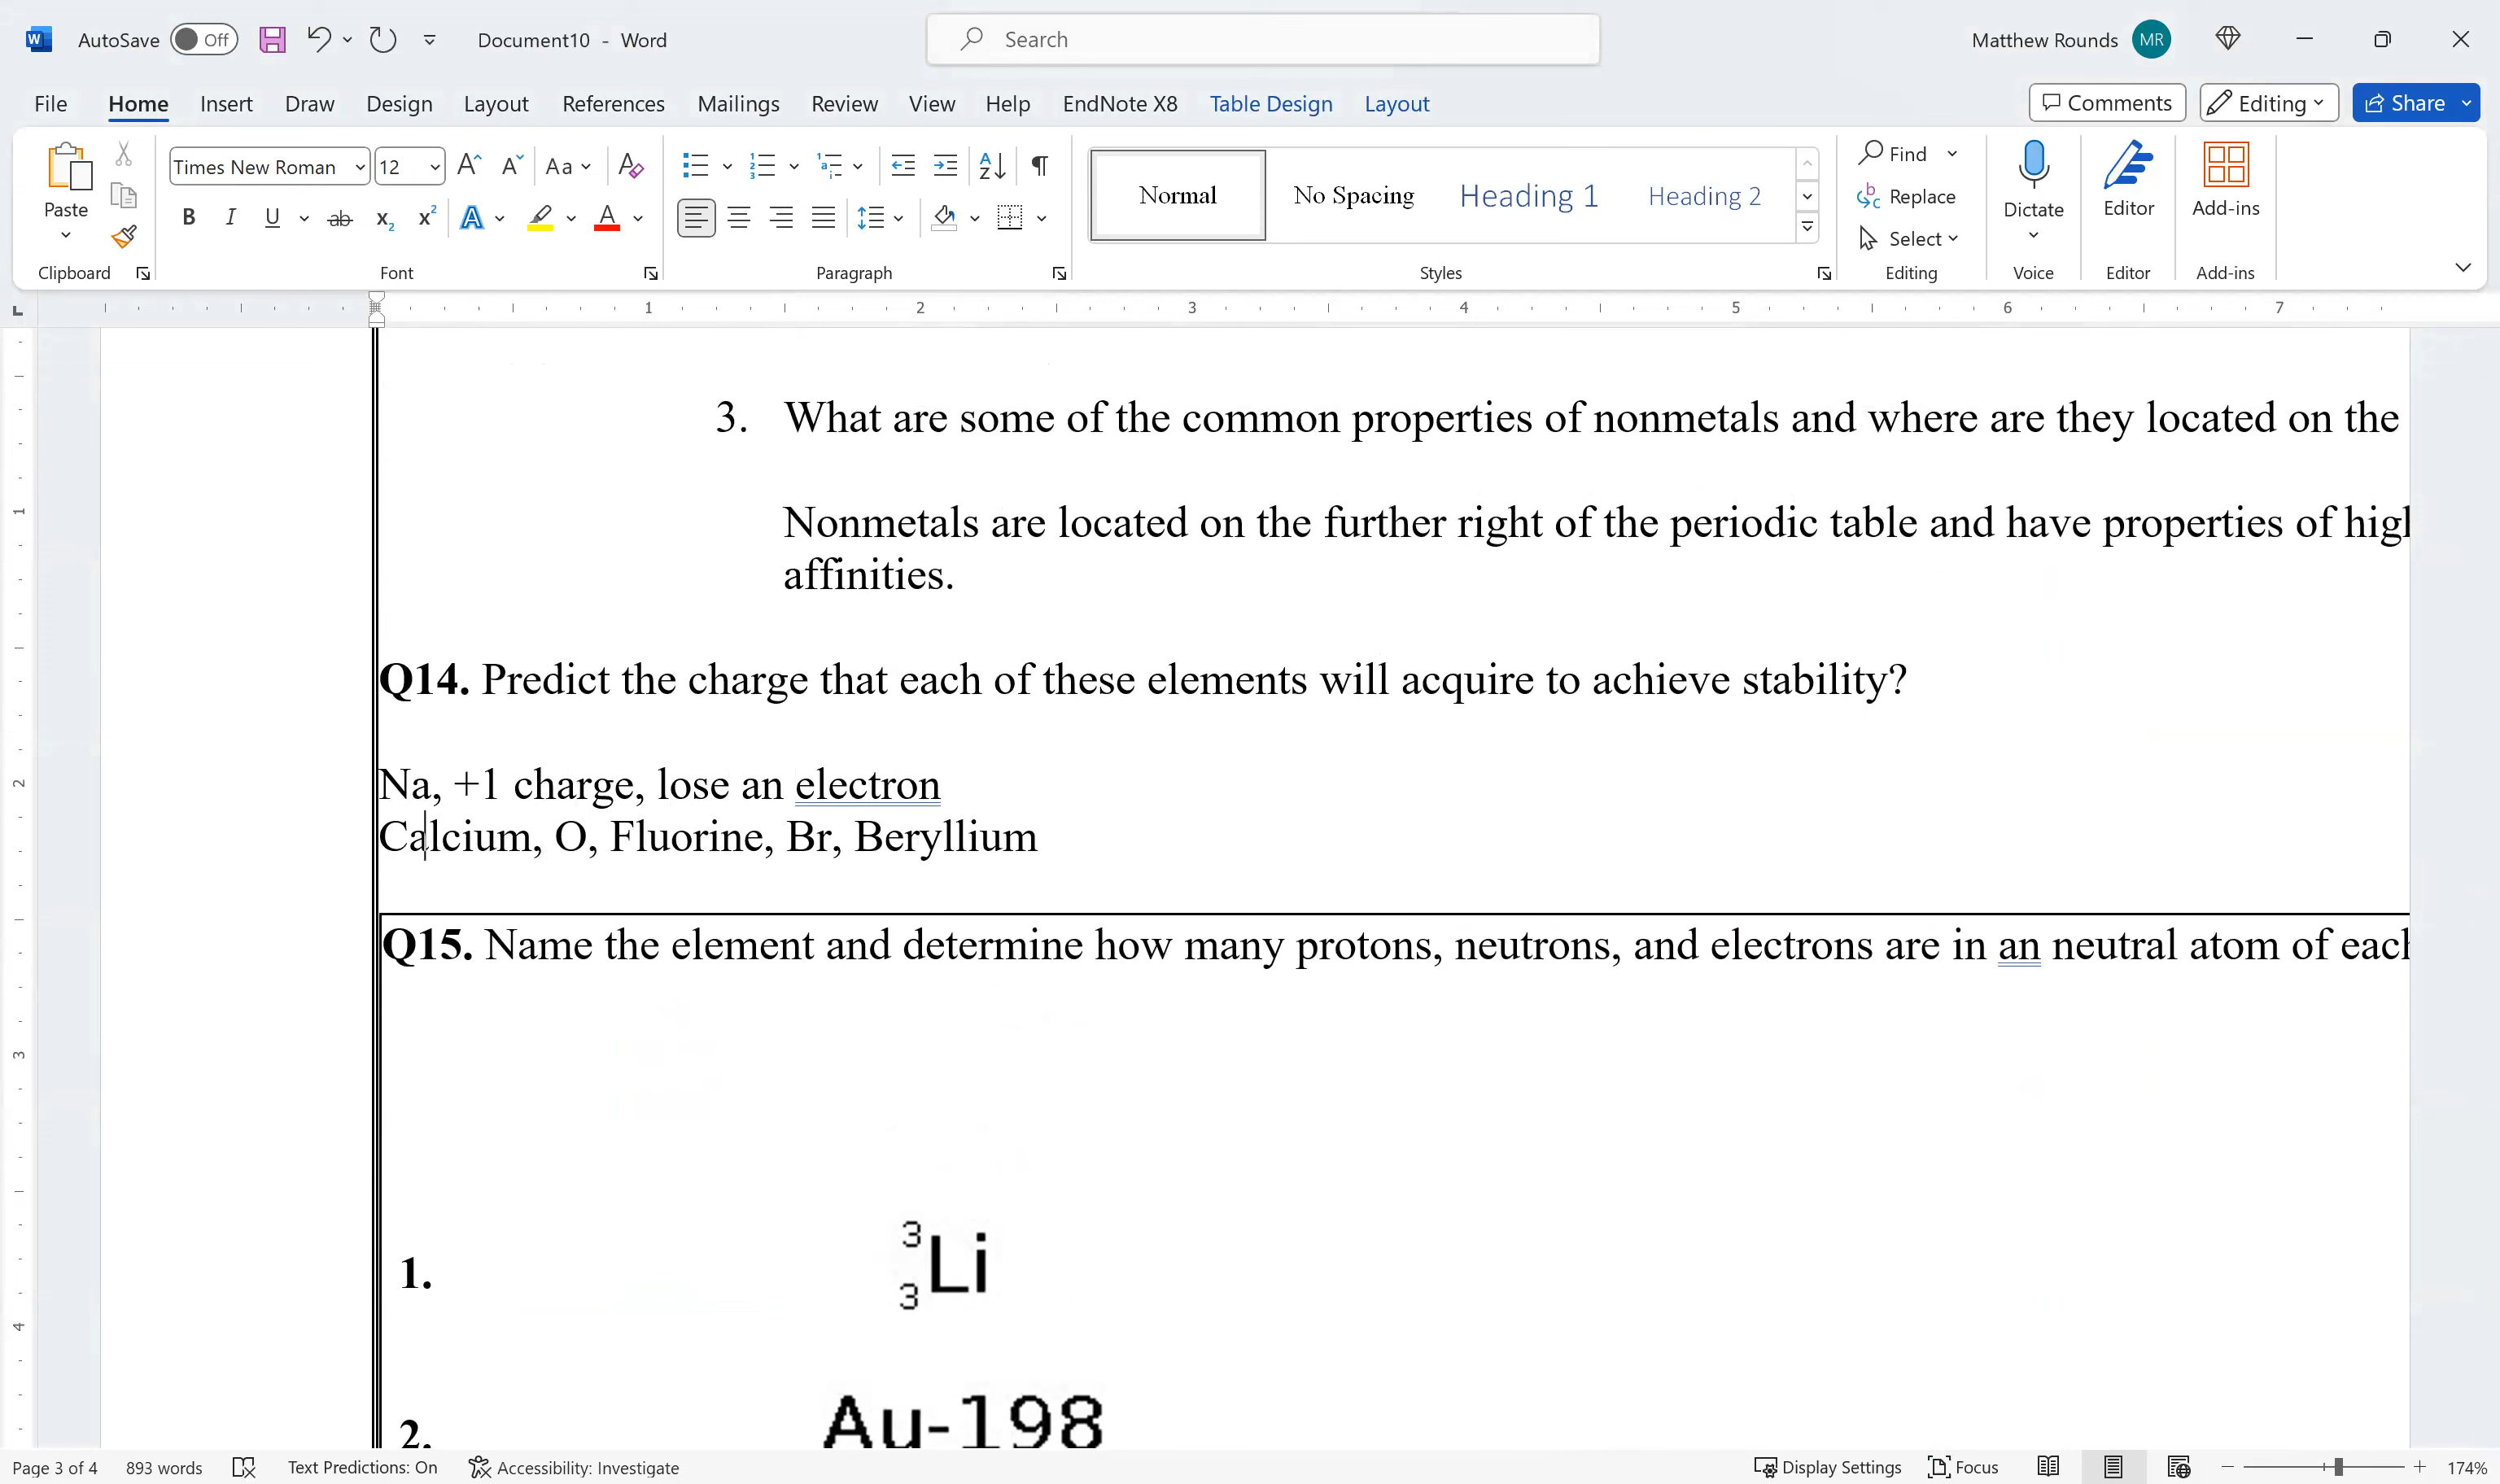 AutoSave Off Document10 - Word Search Matthew Rounds MR
File Home Insert Draw Design Layout References Mailings Review View Help EndNote X8 Table Design Layout Comments Editing Share
Paste Times New Roman 12 Aa Normal No Spacing Heading 1 Heading 2 Find Replace Select Dictate Editor Add-ins
Clipboard Font Paragraph Styles Editing Voice Editor Add-ins
1 2 3 4 5 6 7
3. What are some of the common properties of nonmetals and where are they located on the
Nonmetals are located on the further right of the periodic table and have properties of
affinities.
Q14. Predict the charge that each of these elements will acquire to achieve stability?
Na, +1 charge, lose an electron
Calcium, O, Fluorine, Br, Beryllium
Q15. Name the element and determine how many protons, neutrons, and electrons are in an neutral atom of
1. 3 3 Li
2. Au-198
Page 3 of 4 893 words Text Predictions: On Accessibility: Investigate Display Settings Focus 174%